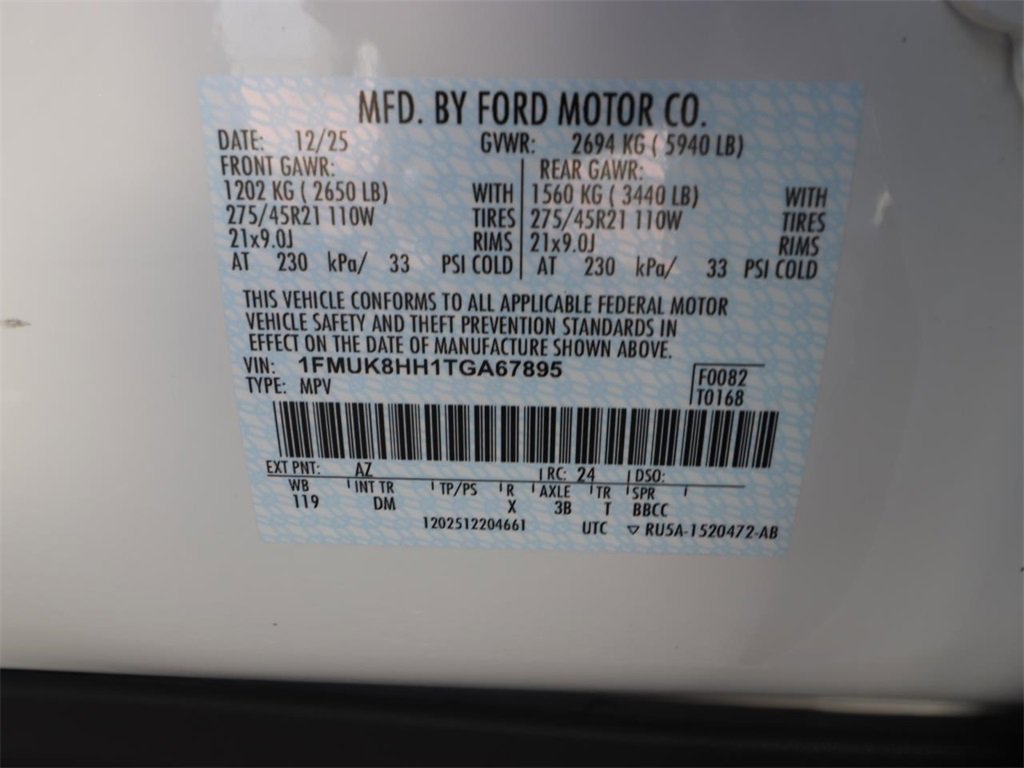 MFD. BY FORD MOTOR CO.
DATE: 12/25 GVWR: 2694 KG ( 5940 LB)
FRONT GAWR: REAR GAWR:
1202 KG ( 2650 LB) WITH 1560 KG ( 3440 LB) WITH
275/45R21 110W TIRES 275/45R21 110W TIRES
21x9.0J RIMS 21x9.0J RIMS
AT 230 kPa/ 33 PSI COLD AT 230 kPa/ 33 PSI COLD
THIS VEHICLE CONFORMS TO ALL APPLICABLE FEDERAL MOTOR
VEHICLE SAFETY AND THEFT PREVENTION STANDARDS IN
EFFECT ON THE DATE OF MANUFACTURE SHOWN ABOVE.
VIN: 1FMUK8HH1TGA67895
TYPE: MPV
F0082
T0168
EXT PNT: AZ RC: 24 DSO:
WB INT TR TP/PS R AXLE TR SPR
119 DM X 3B T BBCC
1202512204661 UTC ▽ RU5A-1520472-AB